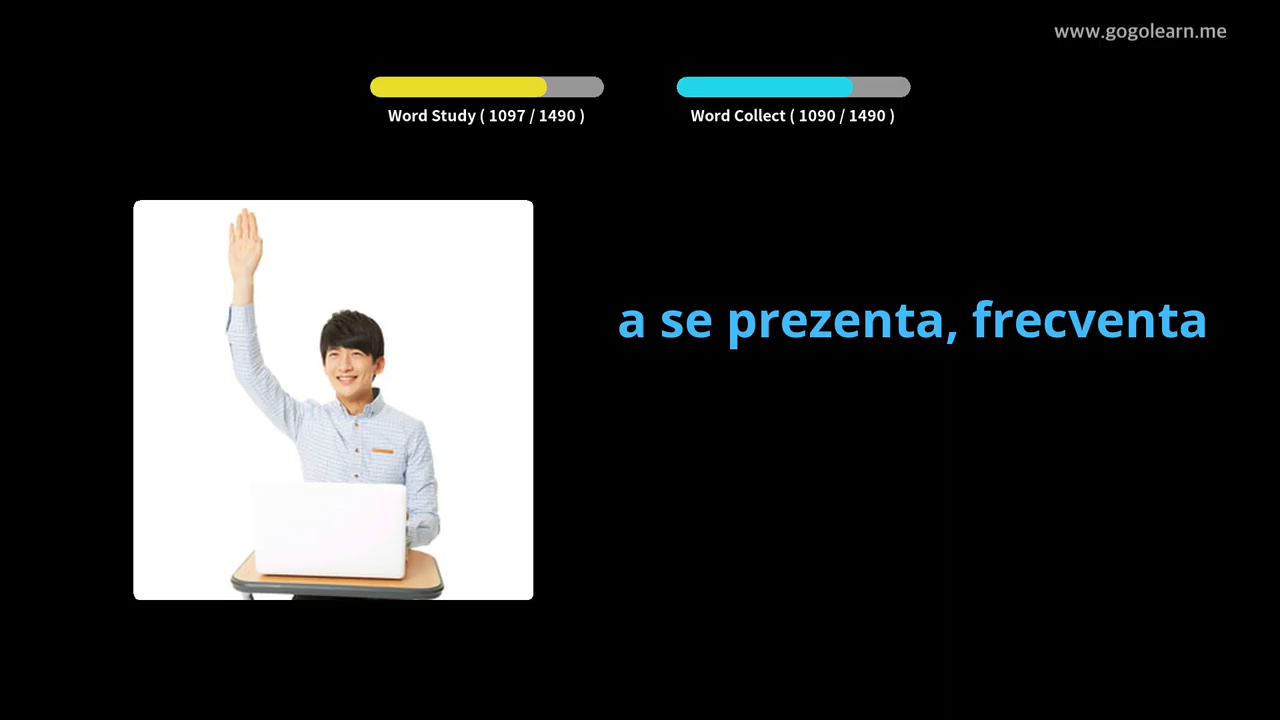 www.gogolearn.me
Word Study ( 1097 / 1490 )
Word Collect ( 1090 / 1490 )
a se prezenta, frecventa